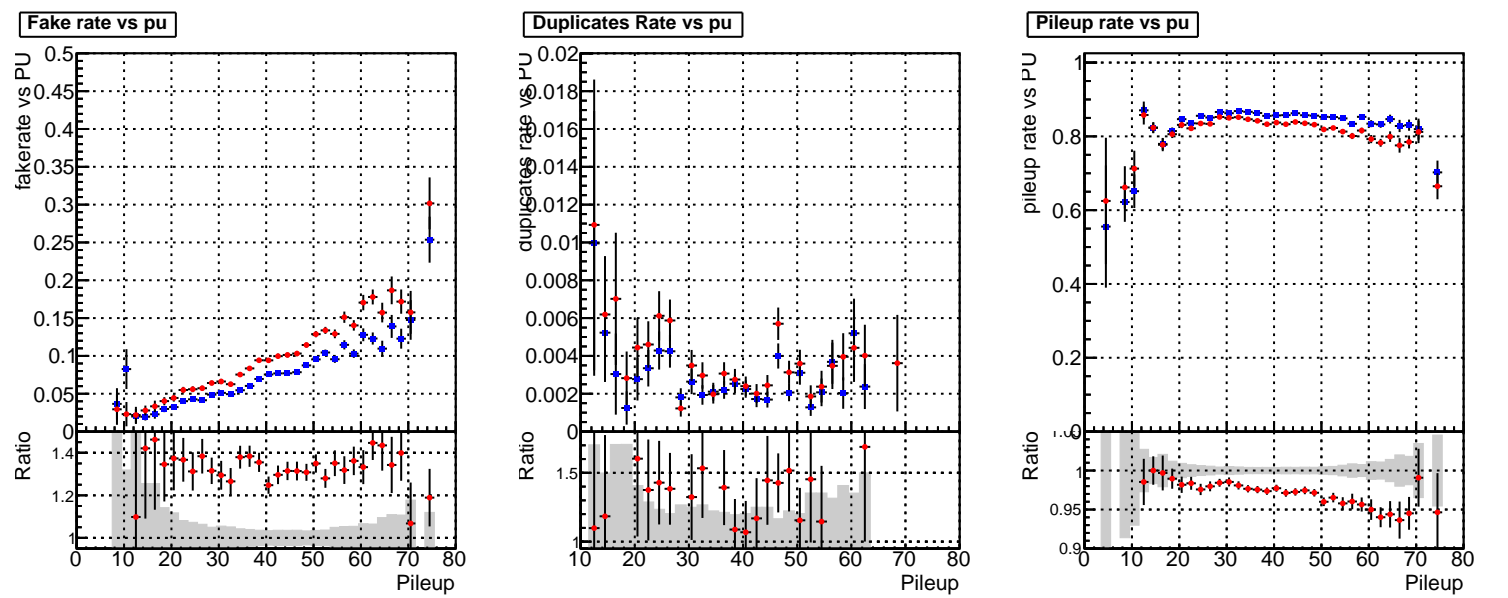 Fake rate vs pu
fakerate vs PU
0.5
0.45
0.4
0.35
0.3
0.25
0.2
0.15
0.1
0.05
0
Ratio
1.4
1.2
1
0 10 20 30 40 50 60 70 80
Pileup
Duplicates Rate vs pu
duplicates rate vs PU
0.02
0.018
0.016
0.014
0.012
0.01
0.008
0.006
0.004
0.002
0
Ratio
1.5
1
10 20 30 40 50 60 70 80
Pileup
Pileup rate vs pu
pileup rate vs PU
1
0.8
0.6
0.4
0.2
0
Ratio
1
0.95
0.9
0 10 20 30 40 50 60 70 80
Pileup